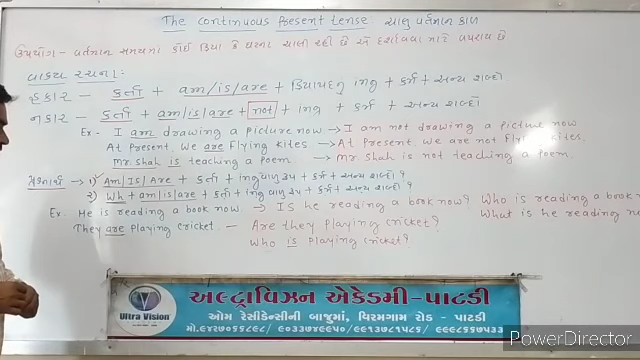 The continuous Present tense ચાલુ વર્તમાન કાળ
ઉપયોગ - વર્તમાન સમયમાં કોઈ ક્રિયા કે ઘટના ચાલી રહી છે એ દર્શાવવા માટે વપરાય છે
વાક્ય રચના:
હકાર - કર્તા + am/is/are + ક્રિયાપદનુ ing + કર્મ + અન્ય શબ્દો
નકાર - કર્તા + am/is/are + not + ing + કર્મ + અન્ય શબ્દો
Ex- I am drawing a picture now → I am not drawing a picture now
At Present, we are flying kites. → At Present we are not flying kites.
Mr. Shah is teaching a poem. → Mr. Shah is not teaching a poem.
પ્રશ્નાર્થ → 1) Am/Is/Are + કર્તા + ing વાળુ રૂપ + કર્મ + અન્ય શબ્દો ?
2) Wh + am/is/are + કર્તા + ing વાળુ રૂપ + કર્મ + અન્ય શબ્દો ?
Ex. He is reading a book now → Is he reading a book now? Who is reading a book
What is he reading
They are playing cricket. - Are they playing cricket?
Who is playing cricket?
Ultra Vision
અલ્ટ્રાવિઝન એકેડમી-પાટડી
ઓમ રેસીડેન્સીની બાજુમાં, વિરમગામ રોડ - પાટડી
PowerDirector